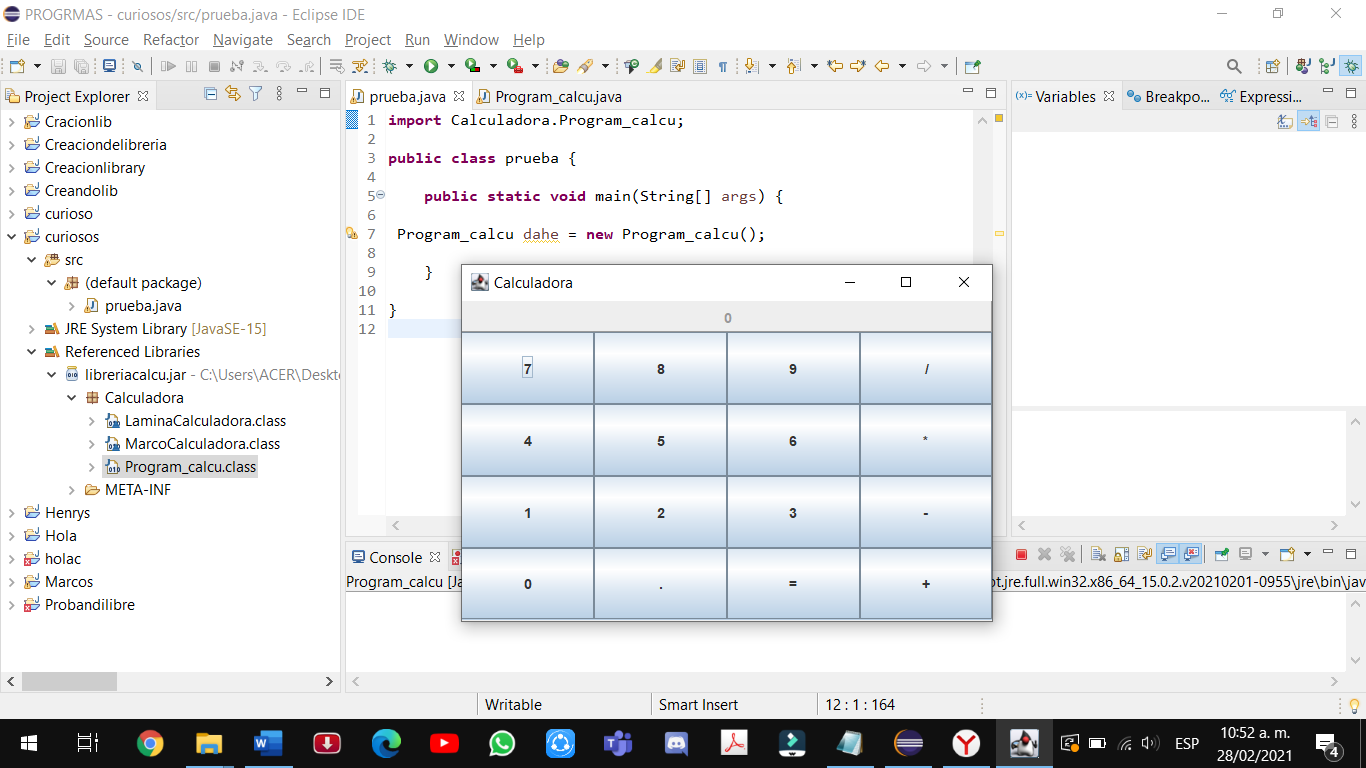 PROGRMAS - curiosos/src/prueba.java - Eclipse IDE
File Edit Source Refactor Navigate Search Project Run Window Help
Project Explorer
Cracionlib
Creaciondelibreria
Creacionlibrary
Creandolib
curioso
curiosos
src
(default package)
prueba.java
JRE System Library [JavaSE-15]
Referenced Libraries
libreriacalcu.jar - C:\Users\ACER\Deskt
Calculadora
LaminaCalculadora.class
MarcoCalculadora.class
Program_calcu.class
META-INF
Henrys
Hola
holac
Marcos
Probandilibre
prueba.java Program_calcu.java
1 import Calculadora.Program_calcu;
2
3 public class prueba {
4
5 public static void main(String[] args) {
6
7 Program_calcu dahe = new Program_calcu();
8
9 }
10
11 }
12
(x)= Variables Breakpo... Expressi...
Calculadora
0
7 8 9 /
4 5 6 *
1 2 3 -
0 . = +
Console
Program_calcu [Ja
pt.jre.full.win32.x86_64_15.0.2.v20210201-0955\jre\bin\jav
Writable Smart Insert 12 : 1 : 164
ESP
10:52 a. m.
28/02/2021
4